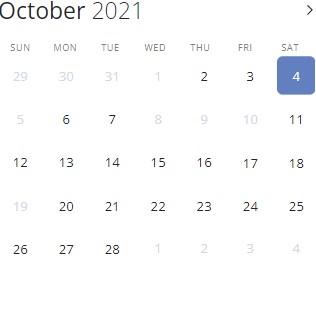 October 2021
SUN MON TUE WED THU FRI SAT
29 30 31 1 2 3 4
5 6 7 8 9 10 11
12 13 14 15 16 17 18
19 20 21 22 23 24 25
26 27 28 1 2 3 4